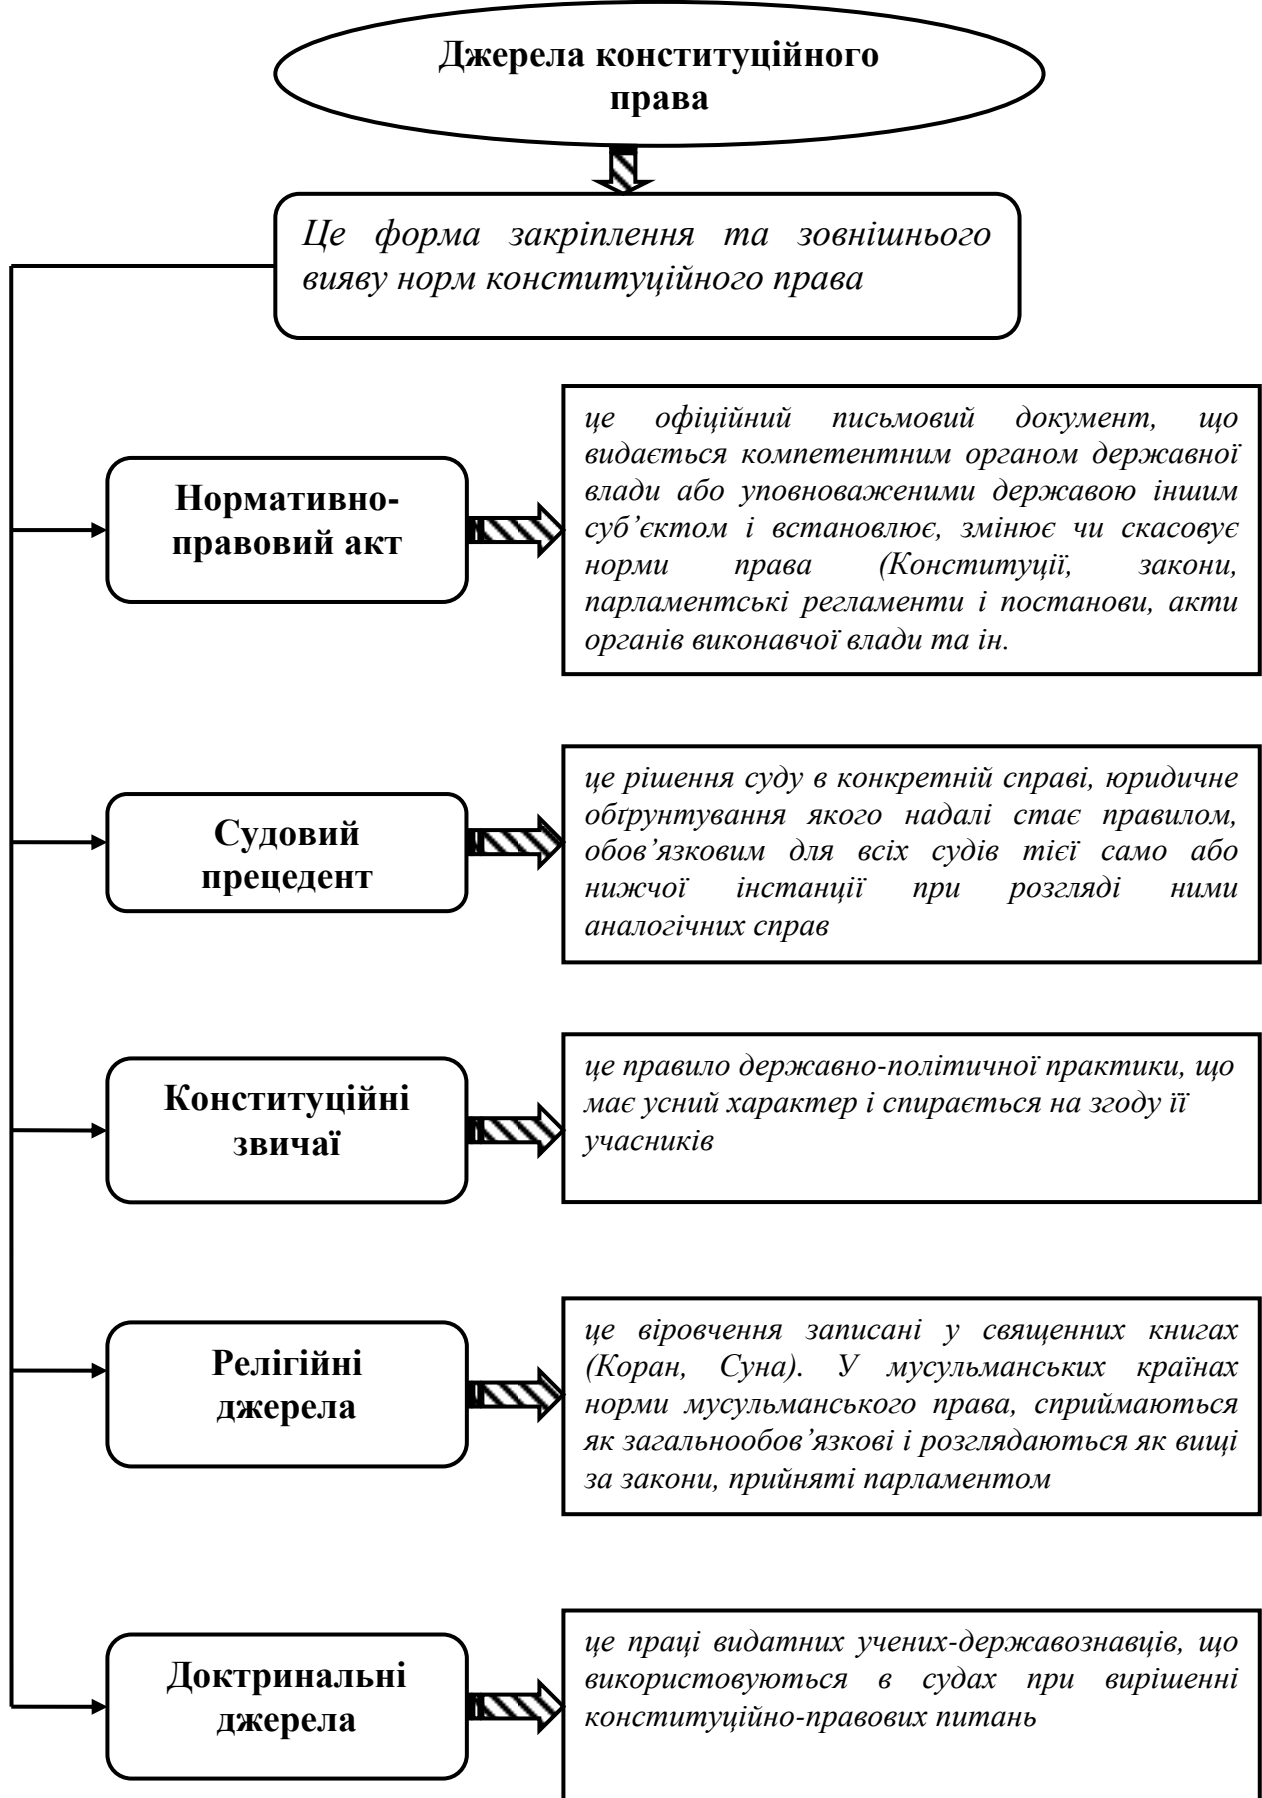 Джерела конституційного
права
Це форма закріплення та зовнішнього
вияву норм конституційного права
Нормативно-
правовий акт
це офіційний письмовий документ, що
видається компетентним органом державної
влади або уповноваженими державою іншим
суб’єктом і встановлює, змінює чи скасовує
норми права (Конституції, закони,
парламентські регламенти і постанови, акти
органів виконавчої влади та ін.
Судовий
прецедент
це рішення суду в конкретній справі, юридичне
обґрунтування якого надалі стає правилом,
обов’язковим для всіх судів тієї само або
нижчої інстанції при розгляді ними
аналогічних справ
Конституційні
звичаї
це правило державно-політичної практики, що
має усний характер і спирається на згоду її
учасників
Релігійні
джерела
це віровчення записані у священних книгах
(Коран, Суна). У мусульманських країнах
норми мусульманського права, сприймаються
як загальнообов’язкові і розглядаються як вищі
за закони, прийняті парламентом
Доктринальні
джерела
це праці видатних учених-державознавців, що
використовуються в судах при вирішенні
конституційно-правових питань